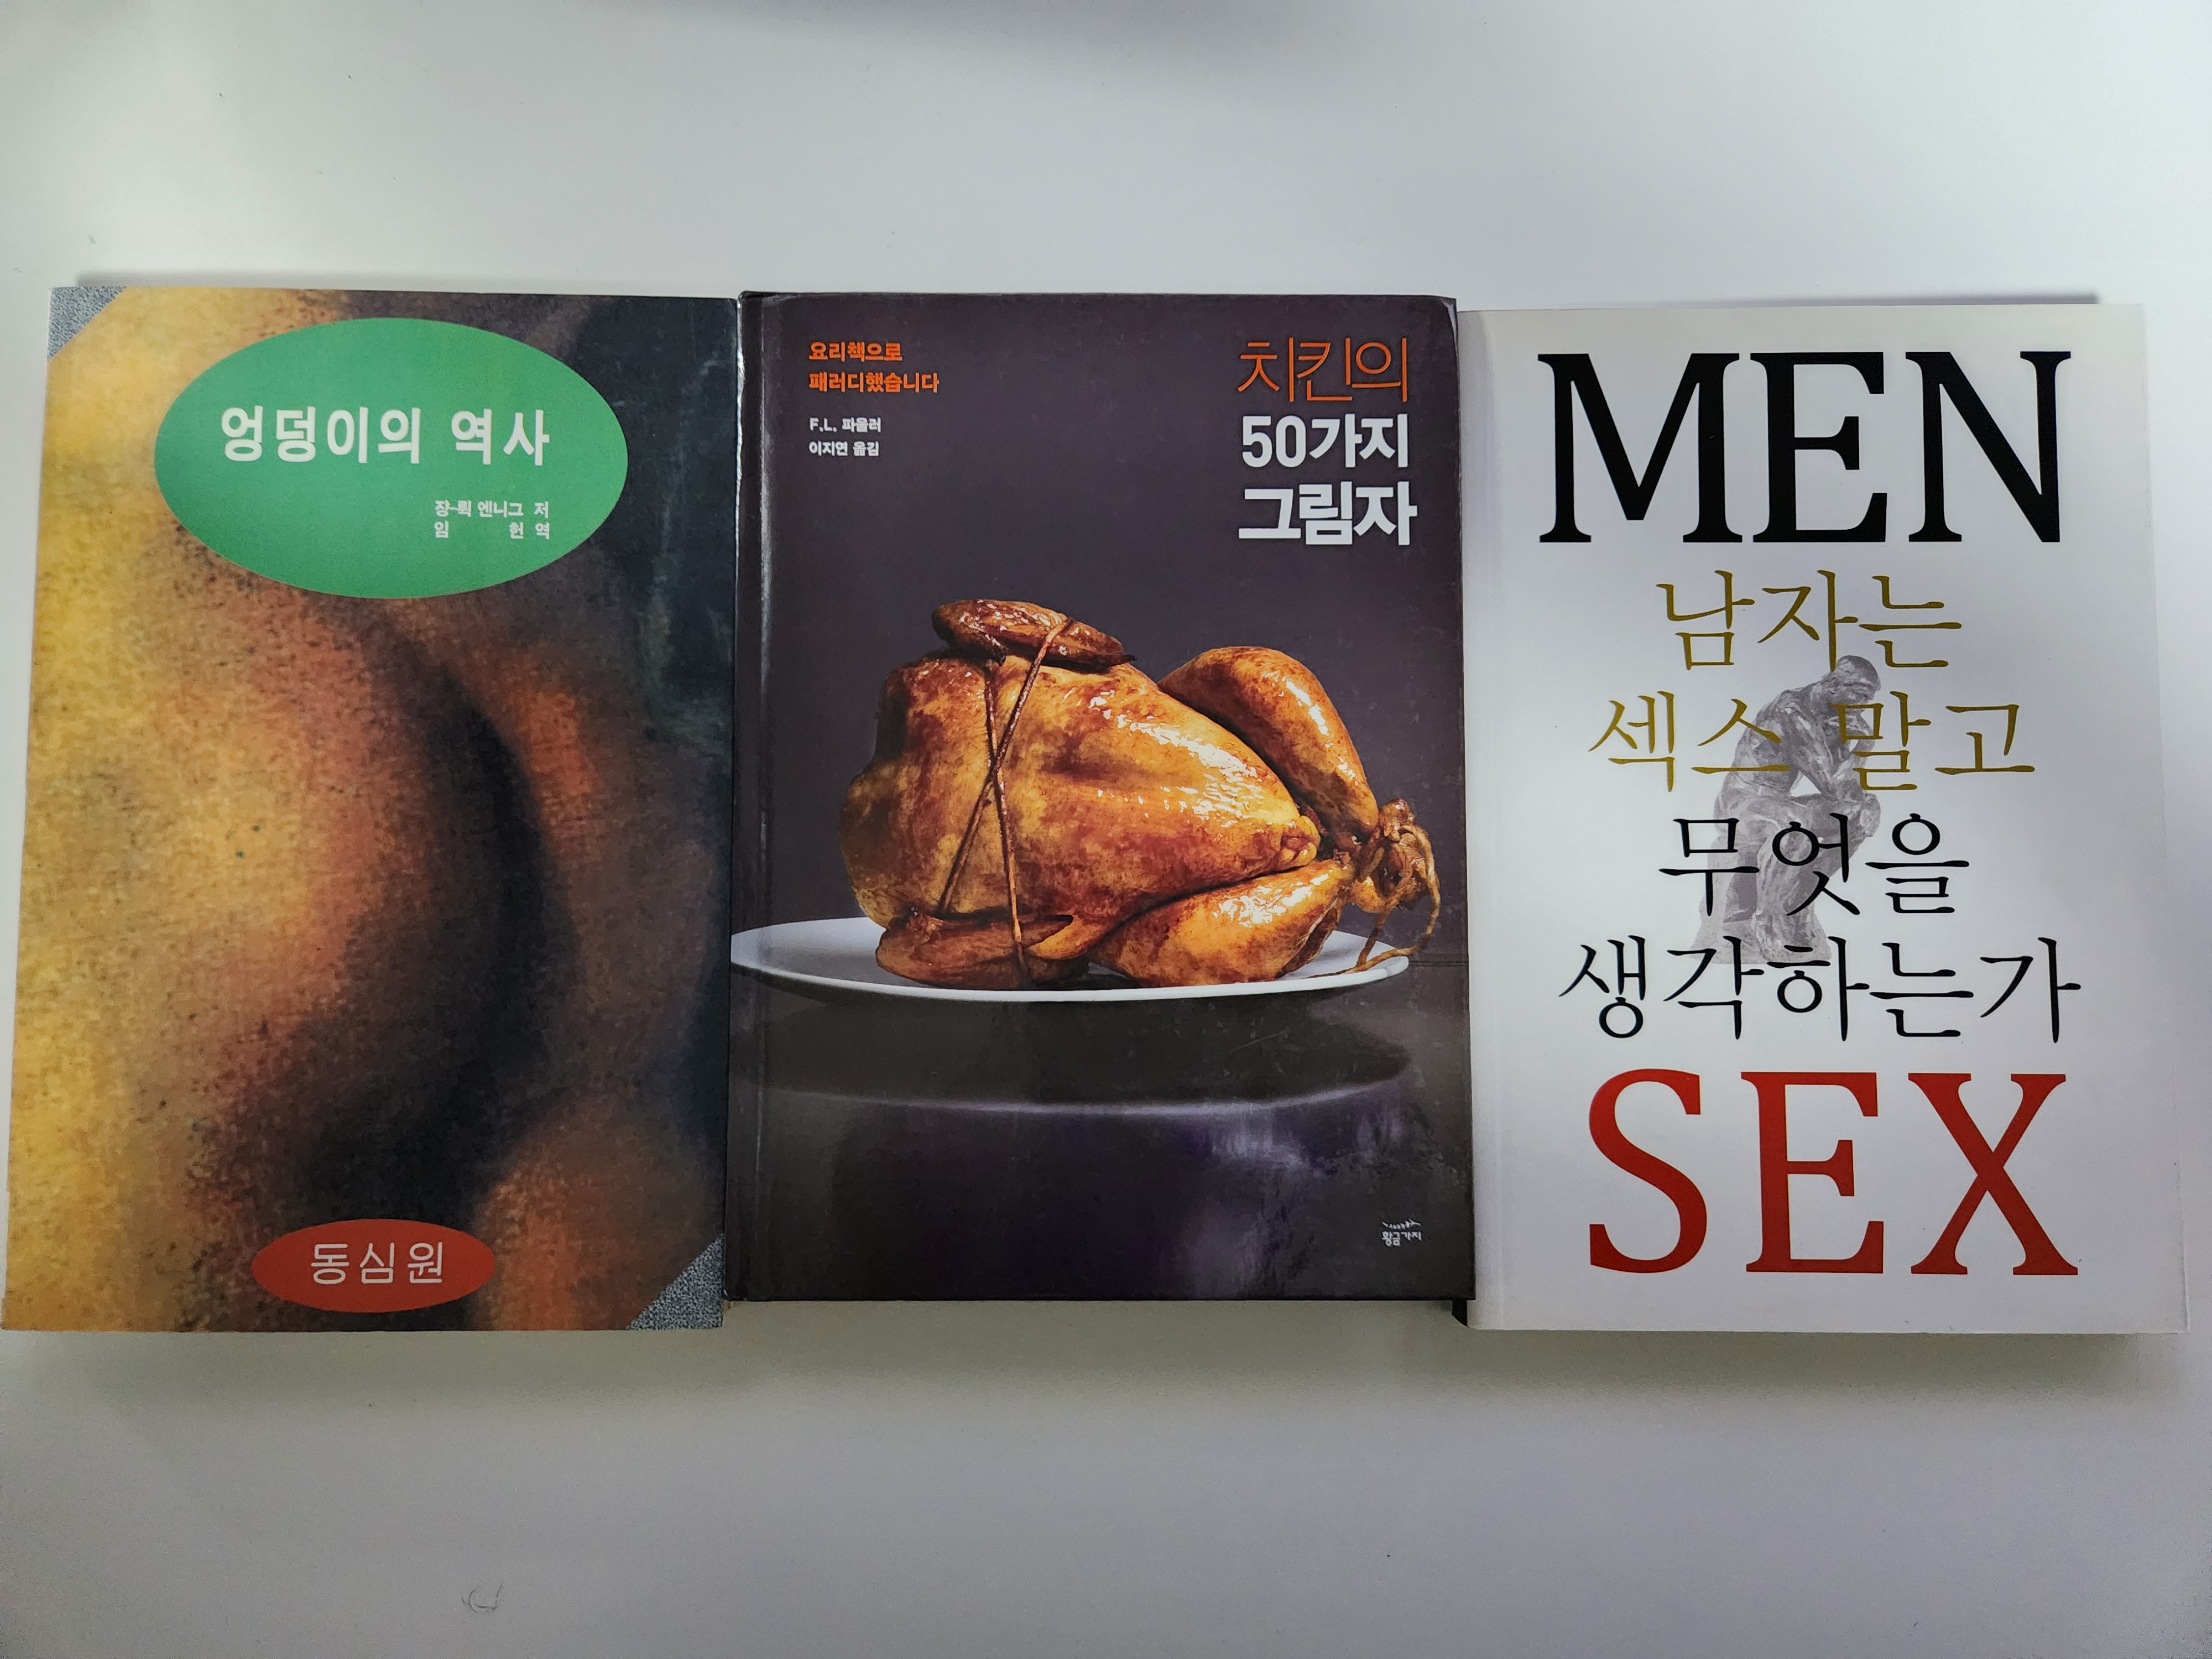 엉덩이의 역사
쟝-뤽 엔니그 저
임 헌 역
동심원
요리책으로
패러디했습니다
F.L. 파울러
이지연 옮김
치킨의
50가지
그림자
황금가지
MEN
남자는
섹스 말고
무엇을
생각하는가
SEX